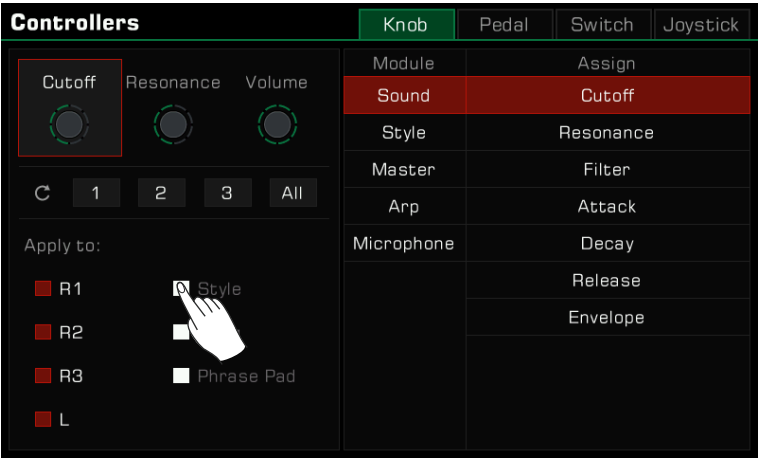 Controllers
Knob Pedal Switch Joystick
Cutoff Resonance Volume
1 2 3 All
Apply to:
R1 Style
R2
R3 Phrase Pad
L
Module Assign
Sound Cutoff
Style Resonance
Master Filter
Arp Attack
Microphone Decay
Release
Envelope